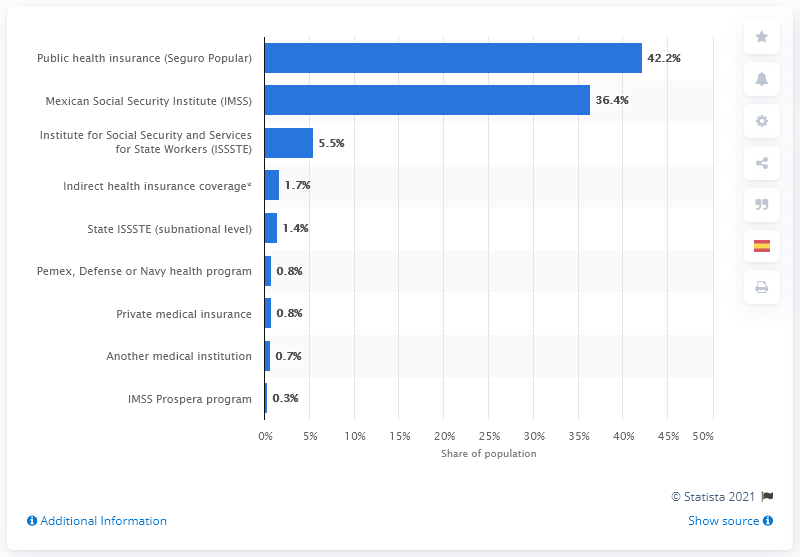 Public health insurance (Seguro Popular)
42.2%
Mexican Social Security Institute (IMSS)
36.4%
Institute for Social Security and Services
for State Workers (ISSSTE)
5.5%
Indirect health insurance coverage*
1.7%
State ISSSTE (subnational level)
1.4%
Pemex, Defense or Navy health program
0.8%
Private medical insurance
0.8%
Another medical institution
0.7%
IMSS Prospera program
0.3%
0% 5% 10% 15% 20% 25% 30% 35% 40% 45% 50%
Share of population
© Statista 2021
Additional Information
Show source